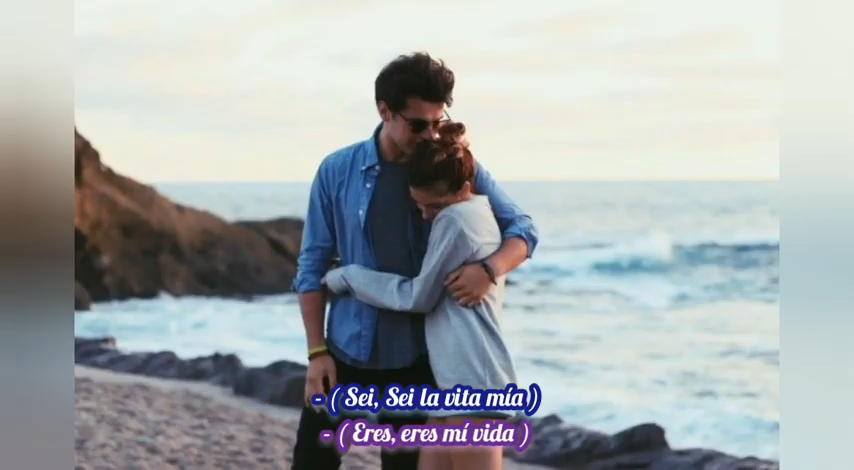 - ( Sei, Sei la vita mía )
- ( Eres, eres mí vida )